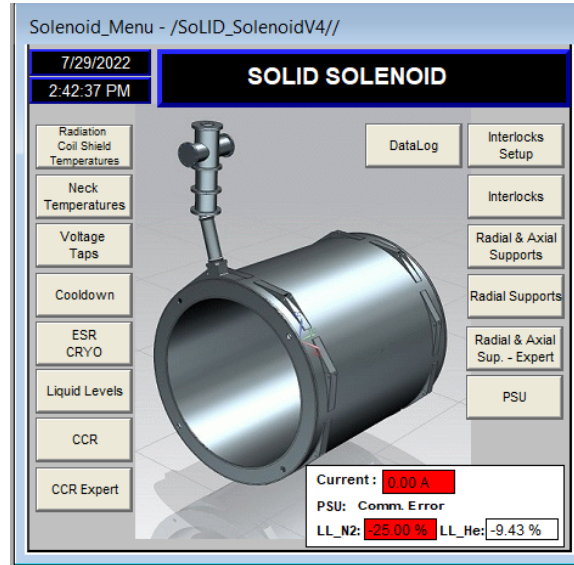 Solenoid_Menu - /SoLID_SolenoidV4//
7/29/2022
2:42:37 PM
SOLID SOLENOID
Radiation
Coil Shield
Temperatures
Neck
Temperatures
Voltage
Taps
Cooldown
ESR
CRYO
Liquid Levels
CCR
CCR Expert
DataLog
Interlocks
Setup
Interlocks
Radial & Axial
Supports
Radial Supports
Radial & Axial
Sup. - Expert
PSU
Current : 0.00 A
PSU: Comm. Error
LL_N2: -25.00 % LL_He: -9.43 %